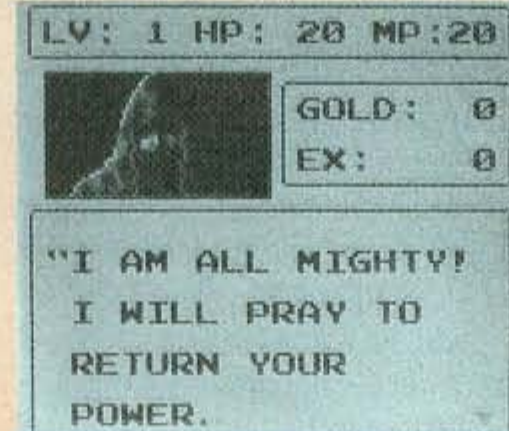 LV: 1 HP: 20 MP:20
GOLD: 0
EX: 0
"I AM ALL MIGHTY!
I WILL PRAY TO
RETURN YOUR
POWER.